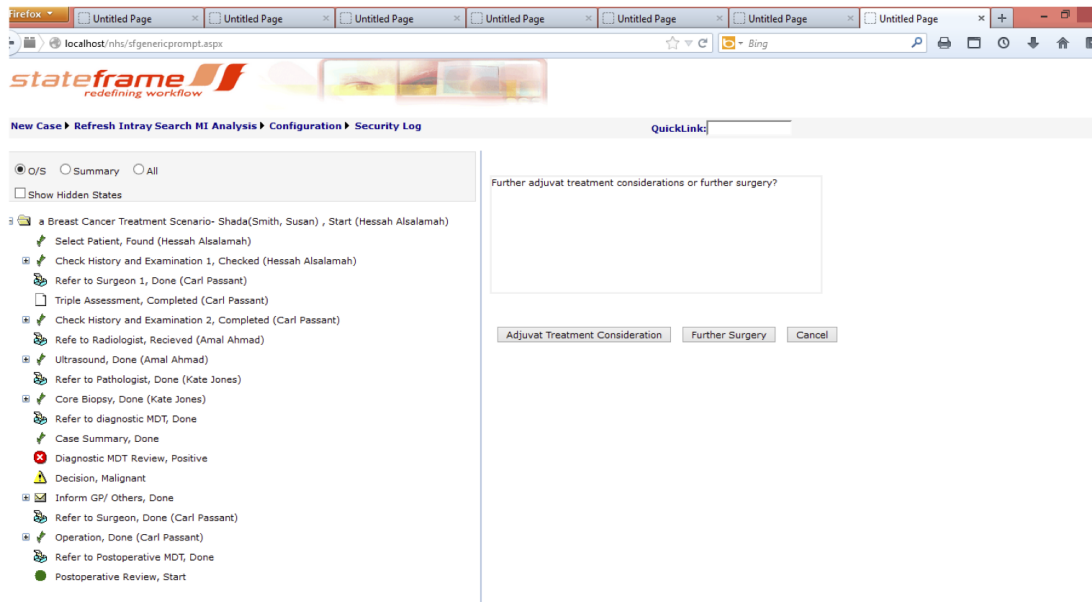 Firefox
Untitled Page
Untitled Page
Untitled Page
Untitled Page
Untitled Page
Untitled Page
Untitled Page
localhost/nhs/sfgenericprompt.aspx
Bing
stateframe
redefining workflow
New Case Refresh Intray Search MI Analysis Configuration Security Log
QuickLink:
O/S Summary All
Show Hidden States
a Breast Cancer Treatment Scenario- Shada(Smith, Susan) , Start (Hessah Alsalamah)
Select Patient, Found (Hessah Alsalamah)
Check History and Examination 1, Checked (Hessah Alsalamah)
Refer to Surgeon 1, Done (Carl Passant)
Triple Assessment, Completed (Carl Passant)
Check History and Examination 2, Completed (Carl Passant)
Refe to Radiologist, Recieved (Amal Ahmad)
Ultrasound, Done (Amal Ahmad)
Refer to Pathologist, Done (Kate Jones)
Core Biopsy, Done (Kate Jones)
Refer to diagnostic MDT, Done
Case Summary, Done
Diagnostic MDT Review, Positive
Decision, Malignant
Inform GP/ Others, Done
Refer to Surgeon, Done (Carl Passant)
Operation, Done (Carl Passant)
Refer to Postoperative MDT, Done
Postoperative Review, Start
Further adjuvat treatment considerations or further surgery?
Adjuvat Treatment Consideration Further Surgery Cancel